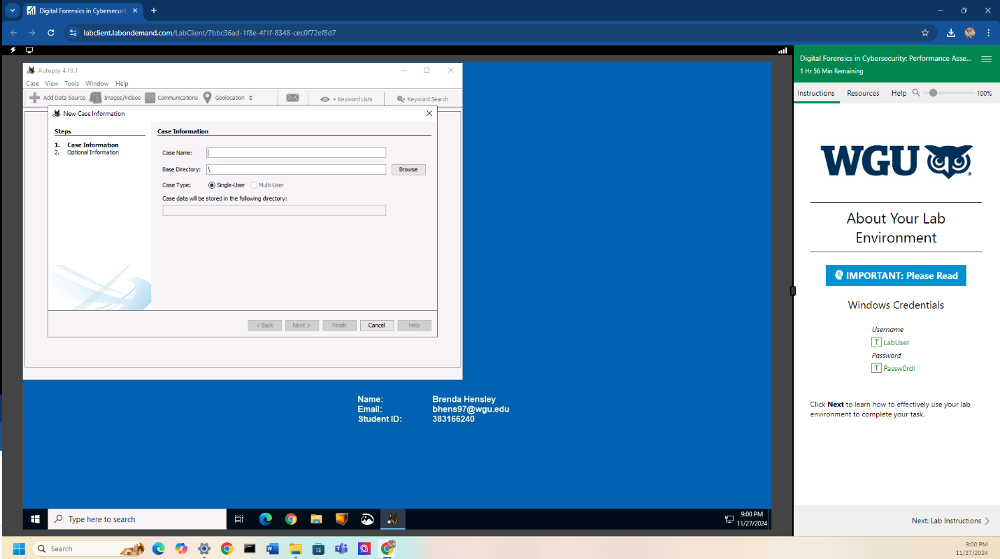 Digital Forensics in Cybersecuri
labclient.labondemand.com/LabClient/7bbc36ad-1f8e-4f1f-8348-cec0f72ef8d7
Autopsy 4.19.1
Case View Tools Window Help
Add Data Source Images/Videos Communications Geolocation Keyword Lists Keyword Search
New Case Information
Steps
1. Case Information
2. Optional Information
Case Information
Case Name:
Base Directory: \ Browse
Case Type: Single-User Multi-User
Case data will be stored in the following directory:
< Back Next > Finish Cancel Help
Name: Brenda Hensley
Email: bhens97@wgu.edu
Student ID: 383166240
Type here to search
9:00 PM
11/27/2024
Digital Forensics in Cybersecurity: Performance Asse...
1 Hr 56 Min Remaining
Instructions Resources Help 100%
WGU
About Your Lab
Environment
IMPORTANT: Please Read
Windows Credentials
Username
T LabUser
Password
T Passw0rd!
Click Next to learn how to effectively use your lab
environment to complete your task.
Next: Lab Instructions
Search
9:00 PM
11/27/2024